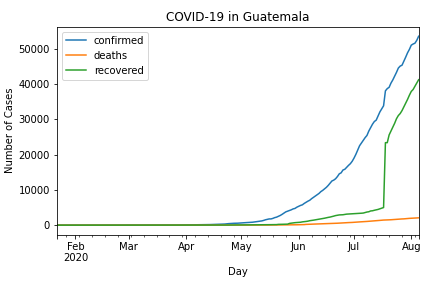 COVID-19 in Guatemala
confirmed
deaths
recovered
Number of Cases
50000
40000
30000
20000
10000
0
Feb
2020
Mar
Apr
May
Jun
Jul
Aug
Day